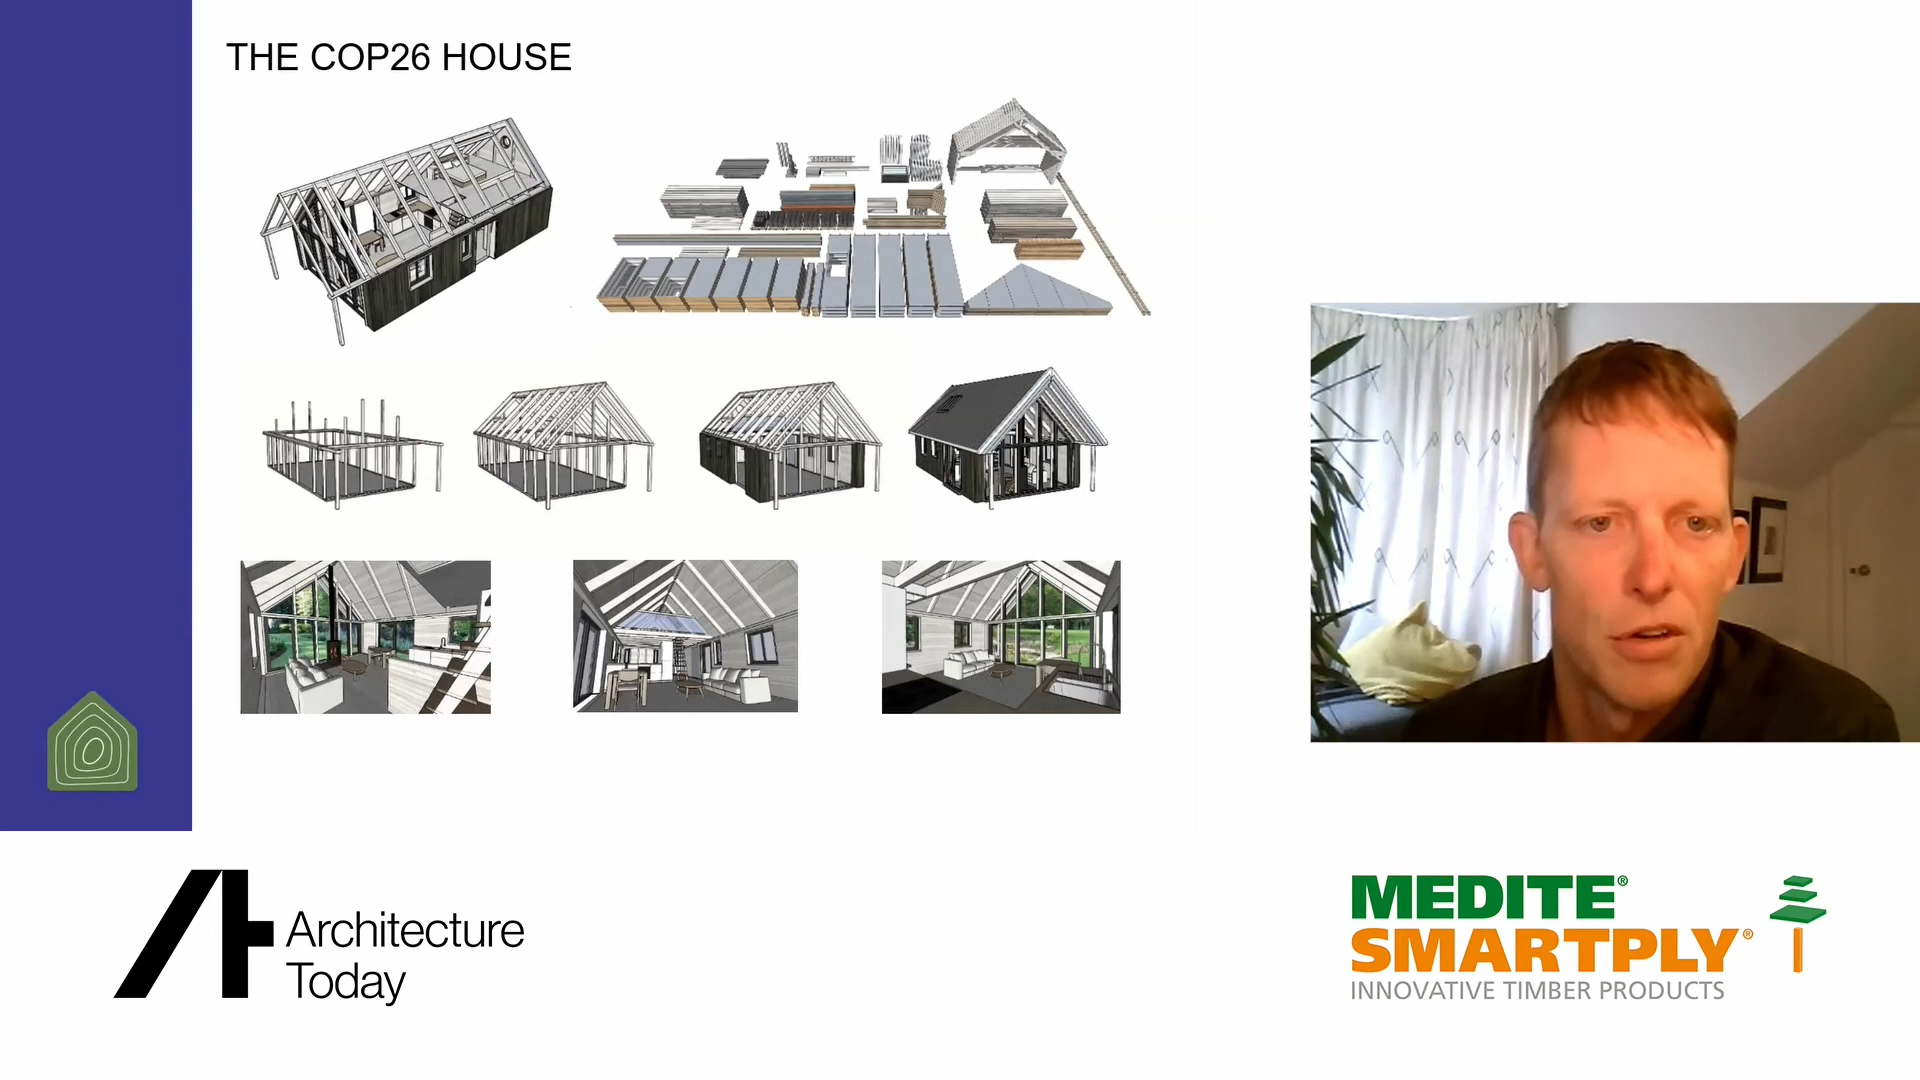 THE COP26 HOUSE
Architecture
Today
MEDITE®
SMARTPLY®
INNOVATIVE TIMBER PRODUCTS